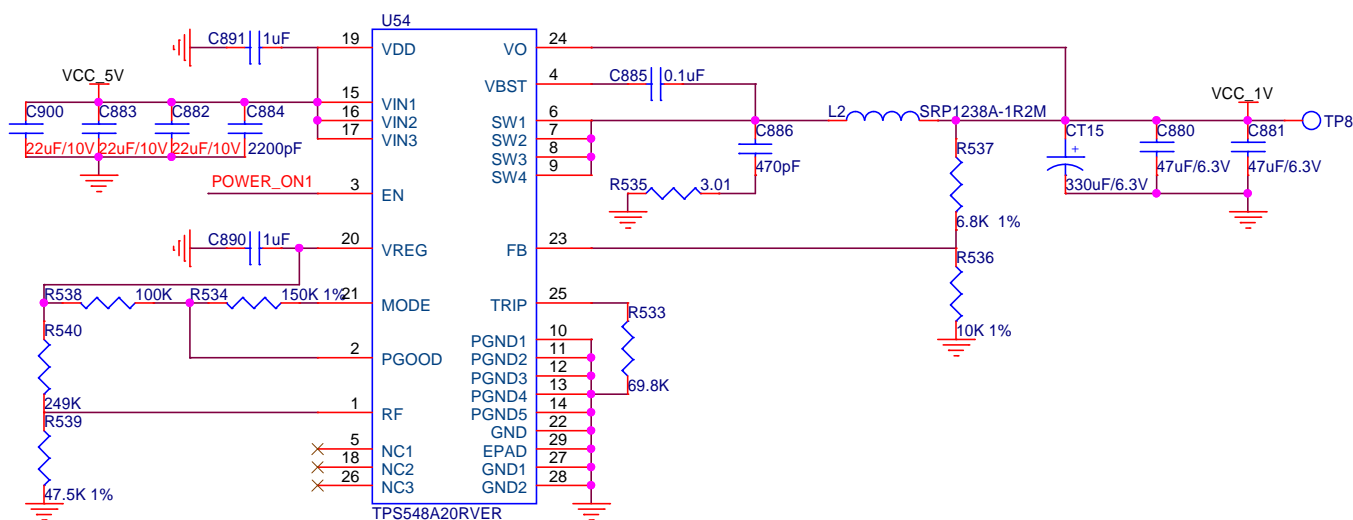 U54
C891 1uF 19 VDD VO 24
VCC_5V
4 VBST C885 0.1uF
VCC_1V
C900 C883 C882 C884 15 VIN1
16 VIN2
17 VIN3
22uF/10V 22uF/10V 22uF/10V 2200pF
SW1 6 L2 SRP1238A-1R2M TP8
SW2 7
SW3 8
SW4 9
C886
470pF
R537
CT15
+
330uF/6.3V
C880
47uF/6.3V
C881
47uF/6.3V
POWER_ON1 3 EN
R535 3.01
6.8K 1%
C890 1uF 20 VREG FB 23
R536
10K 1%
R538 100K R534 150K 1% 21 MODE TRIP 25
R533
69.8K
R540
249K
2 PGOOD
PGND1 10
PGND2 11
PGND3 12
PGND4 13
PGND5 14
1 RF
GND 22
R539
47.5K 1%
5 NC1 EPAD 29
18 NC2 GND1 27
26 NC3 GND2 28
TPS548A20RVER